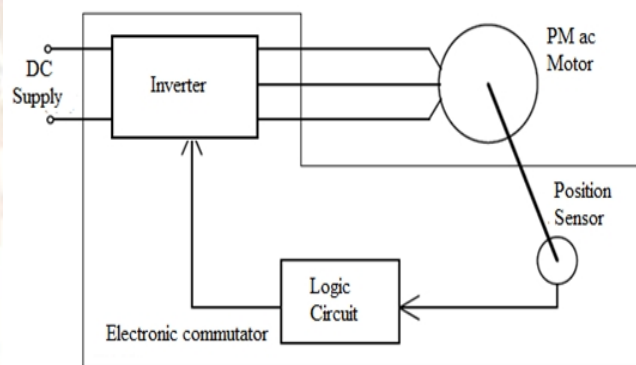 DC
Supply
Inverter
PM ac
Motor
Position
Sensor
Logic
Circuit
Electronic commutator